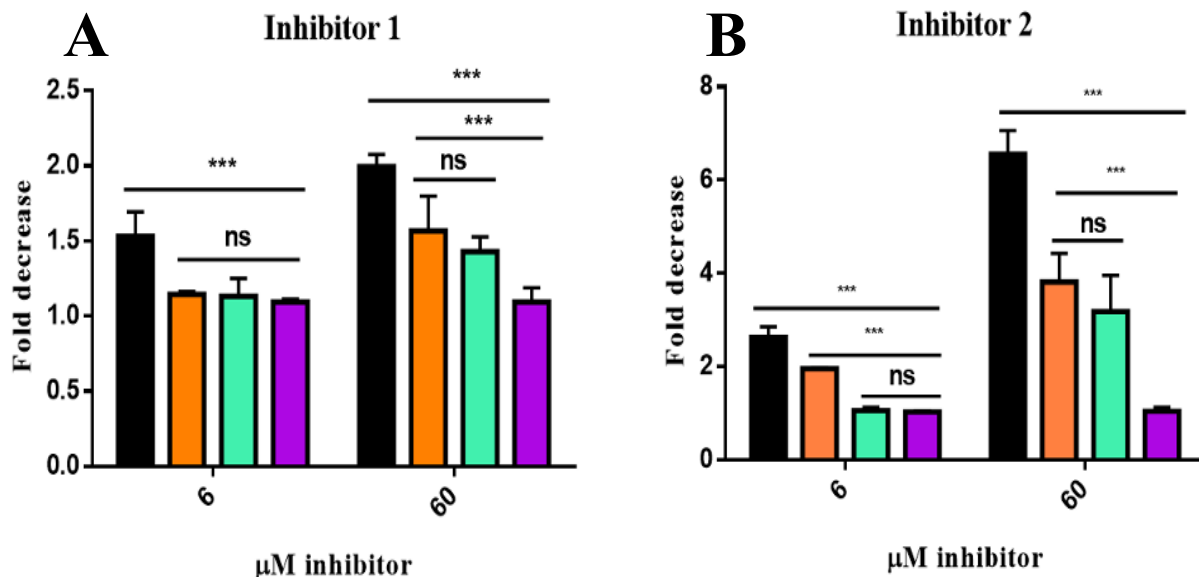 A
Inhibitor 1
Fold decrease
2.5
2.0
1.5
1.0
0.5
0.0
***
ns
***
***
ns
6
60
μM inhibitor
B
Inhibitor 2
Fold decrease
8
6
4
2
0
***
***
ns
***
***
ns
6
60
μM inhibitor